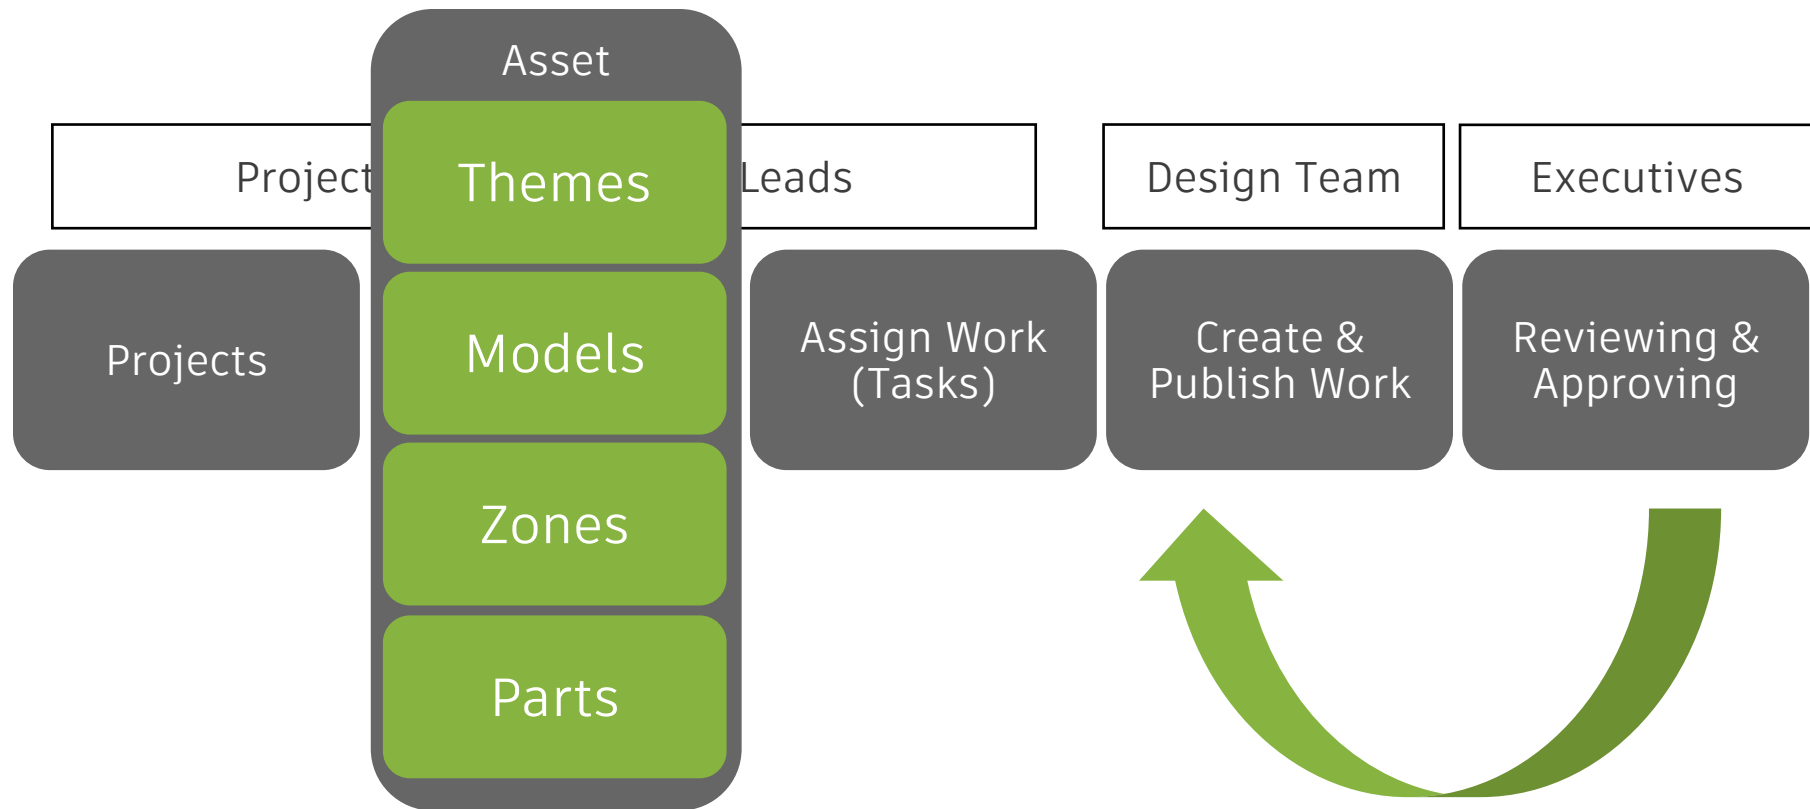 Asset
Project
Leads
Design Team
Executives
Themes
Projects
Models
Assign Work
(Tasks)
Create &
Publish Work
Reviewing &
Approving
Zones
Parts